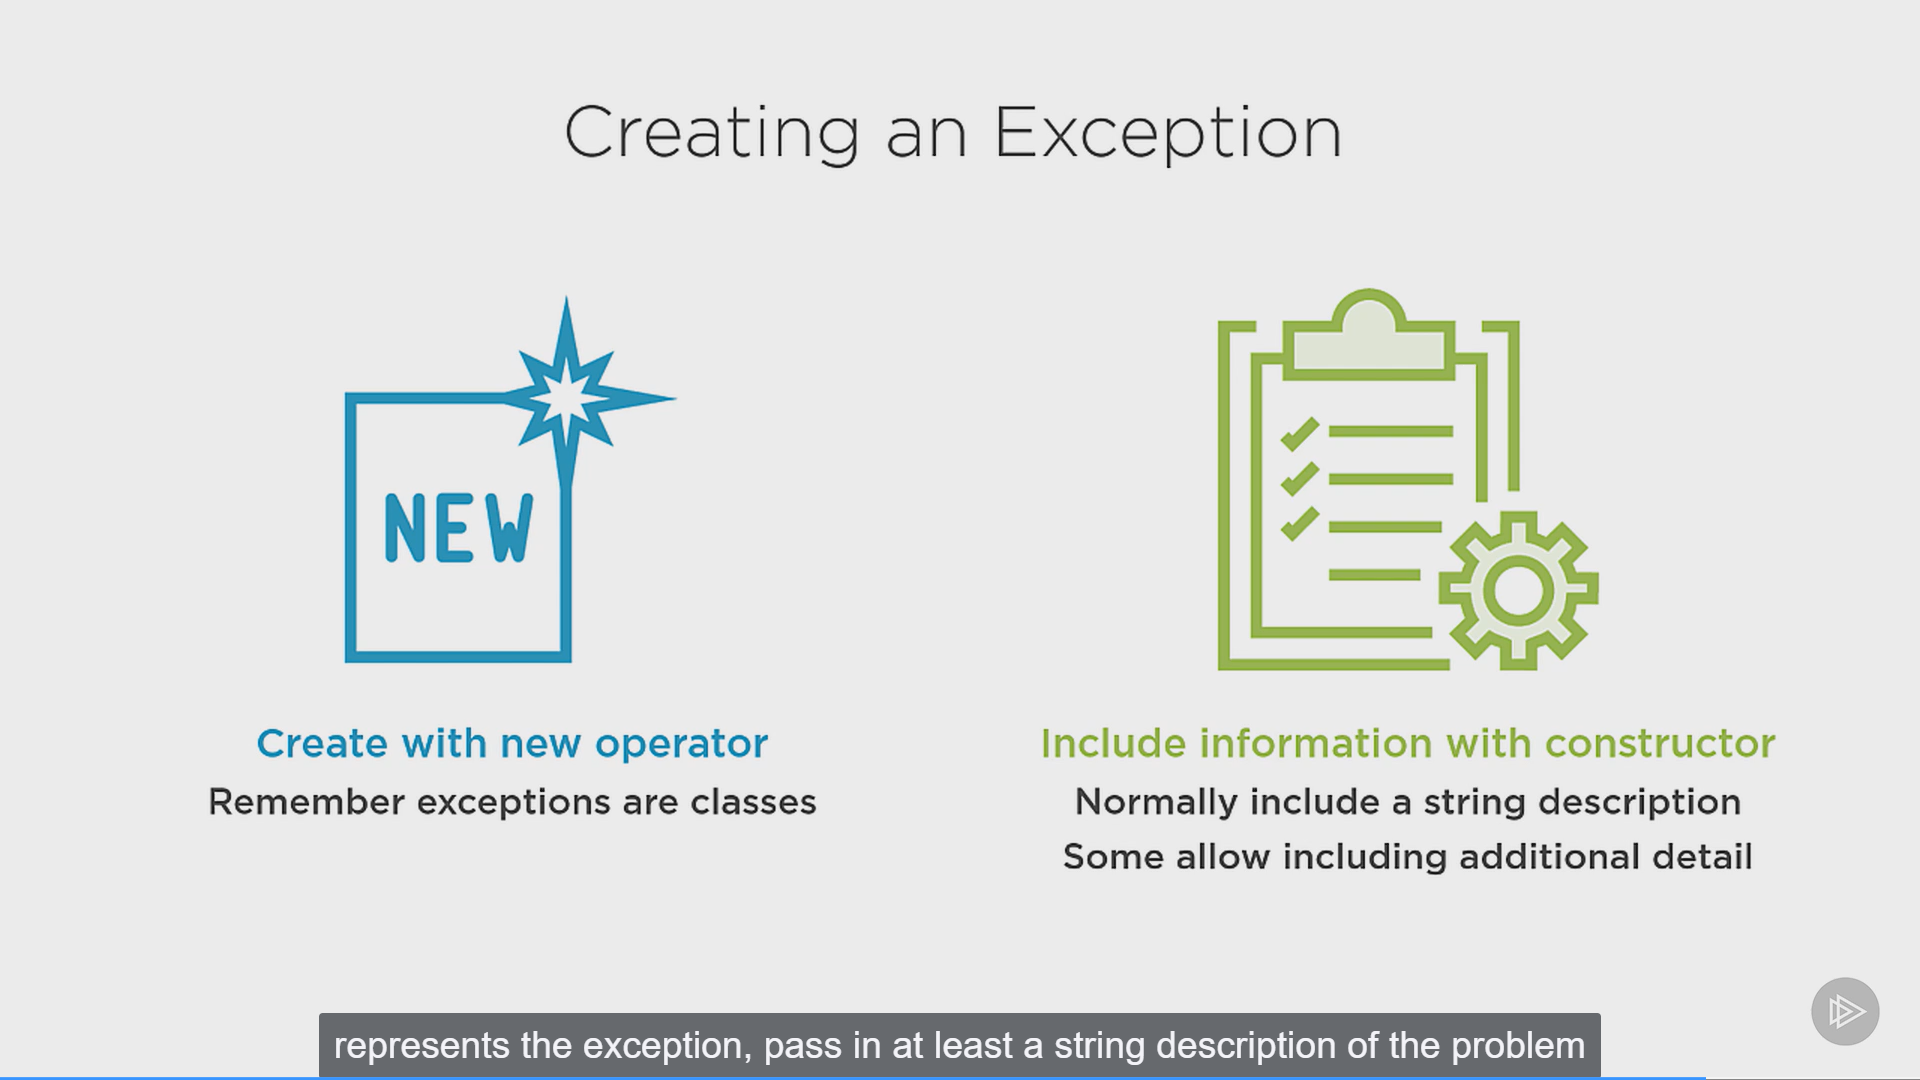 Creating an Exception
NEW
Create with new operator
Remember exceptions are classes
Include information with constructor
Normally include a string description
Some allow including additional detail
represents the exception, pass in at least a string description of the problem